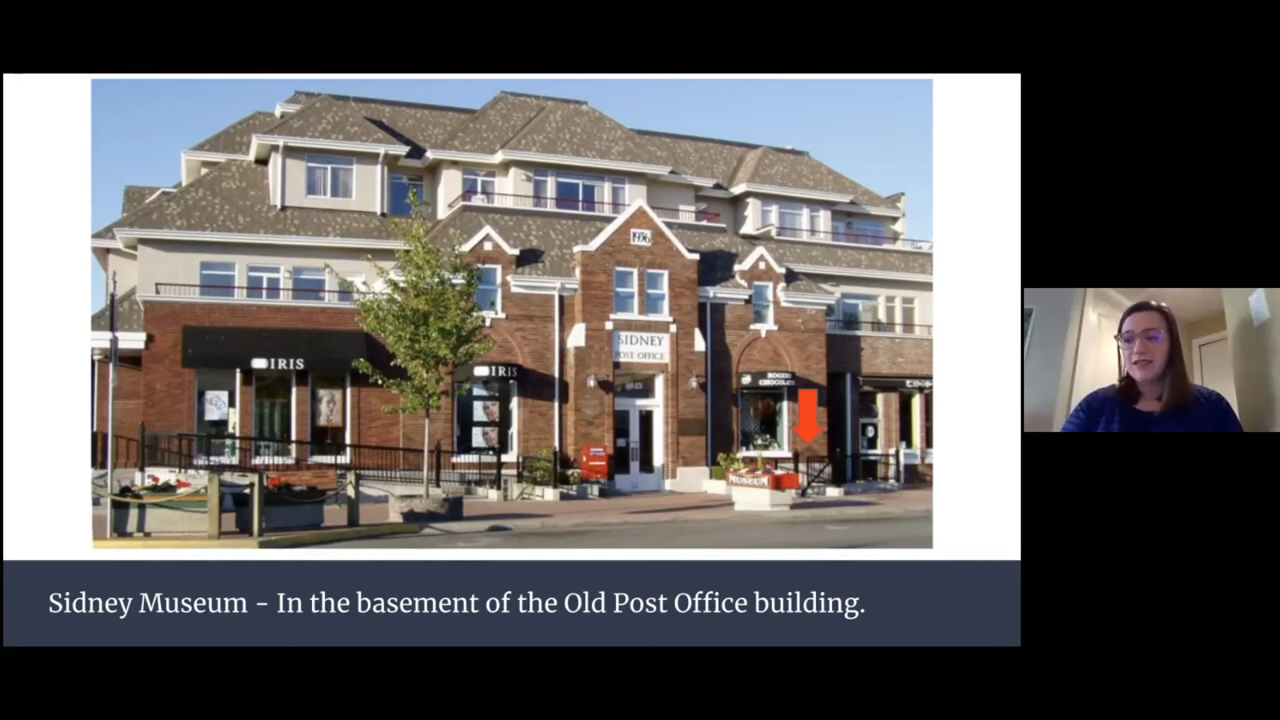 1936
SIDNEY
POST OFFICE
IRIS
IRIS
ROGERS
CHOCOLATES
MUSEUM
Sidney Museum - In the basement of the Old Post Office building.